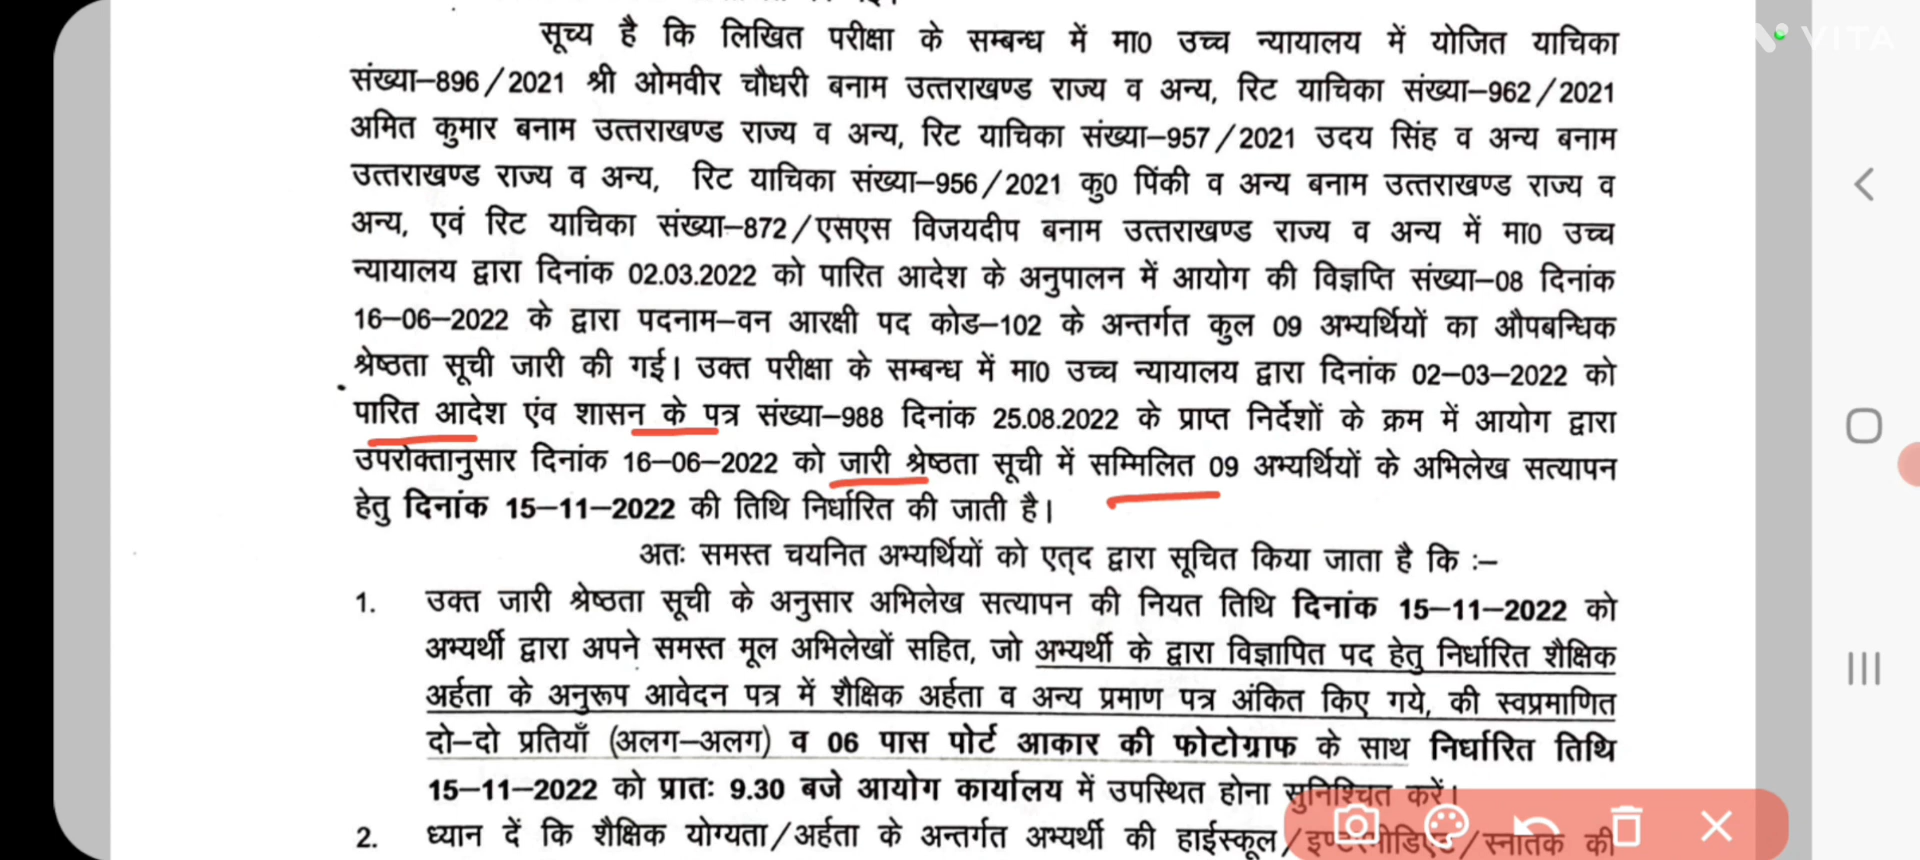 सूच्य है कि लिखित परीक्षा के सम्बन्ध में मा0 उच्च न्यायालय में योजित याचिका
VITA
संख्या–896/2021 श्री ओमवीर चौधरी बनाम उत्तराखण्ड राज्य व अन्य, रिट याचिका संख्या–962/2021
अमित कुमार बनाम उत्तराखण्ड राज्य व अन्य, रिट याचिका संख्या–957/2021 उदय सिंह व अन्य बनाम
उत्तराखण्ड राज्य व अन्य, रिट याचिका संख्या–956/2021 कु0 पिंकी व अन्य बनाम उत्तराखण्ड राज्य व
अन्य, एवं रिट याचिका संख्या–872/एसएस विजयदीप बनाम उत्तराखण्ड राज्य व अन्य में मा0 उच्च
न्यायालय द्वारा दिनांक 02.03.2022 को पारित आदेश के अनुपालन में आयोग की विज्ञप्ति संख्या–08 दिनांक
16–06–2022 के द्वारा पदनाम–वन आरक्षी पद कोड–102 के अन्तर्गत कुल 09 अभ्यर्थियों का औपबन्धिक
श्रेष्ठता सूची जारी की गई। उक्त परीक्षा के सम्बन्ध में मा0 उच्च न्यायालय द्वारा दिनांक 02–03–2022 को
पारित आदेश एंव शासन के पत्र संख्या–988 दिनांक 25.08.2022 के प्राप्त निर्देशों के क्रम में आयोग द्वारा
उपरोक्तानुसार दिनांक 16–06–2022 को जारी श्रेष्ठता सूची में सम्मिलित 09 अभ्यर्थियों के अभिलेख सत्यापन
हेतु दिनांक 15–11–2022 की तिथि निर्धारित की जाती है।
अतः समस्त चयनित अभ्यर्थियों को एत्द द्वारा सूचित किया जाता है कि :–
1. उक्त जारी श्रेष्ठता सूची के अनुसार अभिलेख सत्यापन की नियत तिथि दिनांक 15–11–2022 को
अभ्यर्थी द्वारा अपने समस्त मूल अभिलेखों सहित, जो अभ्यर्थी के द्वारा विज्ञापित पद हेतु निर्धारित शैक्षिक
अर्हता के अनुरूप आवेदन पत्र में शैक्षिक अर्हता व अन्य प्रमाण पत्र अंकित किए गये, की स्वप्रमाणित
दो–दो प्रतियाँ (अलग–अलग) व 06 पास पोर्ट आकार की फोटोग्राफ के साथ निर्धारित तिथि
15–11–2022 को प्रातः 9.30 बजे आयोग कार्यालय में उपस्थित होना सुनिश्चित करें।
2. ध्यान दें कि शैक्षिक योग्यता/अर्हता के अन्तर्गत अभ्यर्थी की हाईस्कूल/इण्टरमीडिएट/स्नातक की